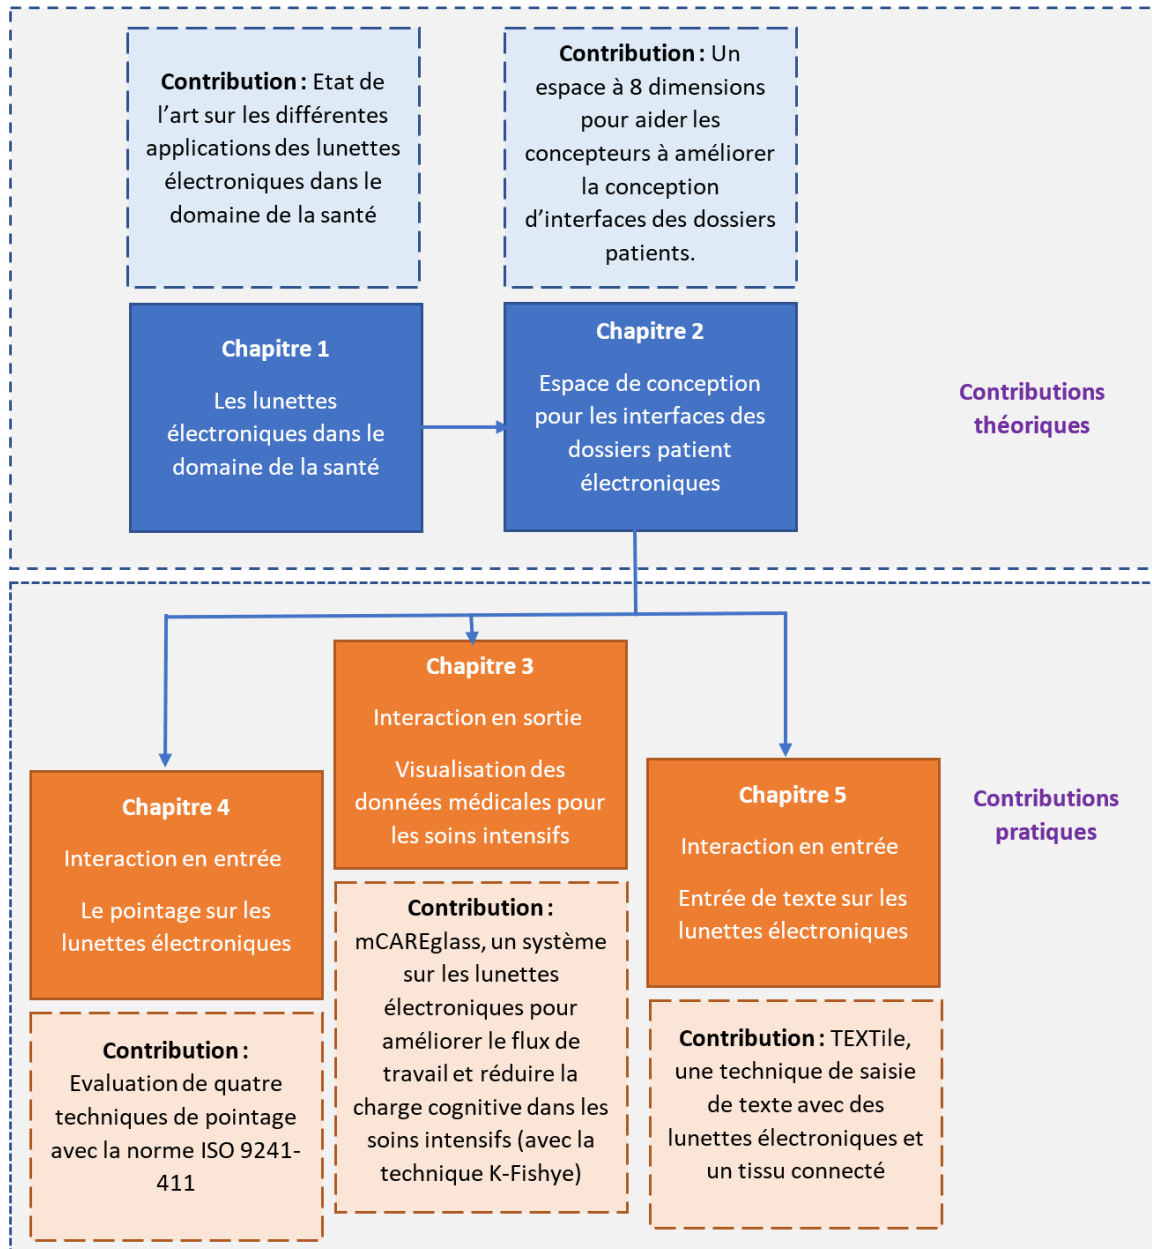 Contribution : Etat de
l’art sur les différentes
applications des lunettes
électroniques dans le
domaine de la santé
Contribution : Un
espace à 8 dimensions
pour aider les
concepteurs à améliorer
la conception
d’interfaces des dossiers
patients.
Chapitre 1
Les lunettes
électroniques dans le
domaine de la santé
Chapitre 2
Espace de conception
pour les interfaces des
dossiers patient
électroniques
Contributions
théoriques
Chapitre 3
Interaction en sortie
Visualisation des
données médicales pour
les soins intensifs
Chapitre 4
Interaction en entrée
Le pointage sur les
lunettes électroniques
Chapitre 5
Interaction en entrée
Entrée de texte sur les
lunettes électroniques
Contributions
pratiques
Contribution :
Evaluation de quatre
techniques de pointage
avec la norme ISO 9241-
411
Contribution :
mCAREglass, un système
sur les lunettes
électroniques pour
améliorer le flux de
travail et réduire la
charge cognitive dans les
soins intensifs (avec la
technique K-Fishye)
Contribution : TEXTile,
une technique de saisie
de texte avec des
lunettes électroniques et
un tissu connecté